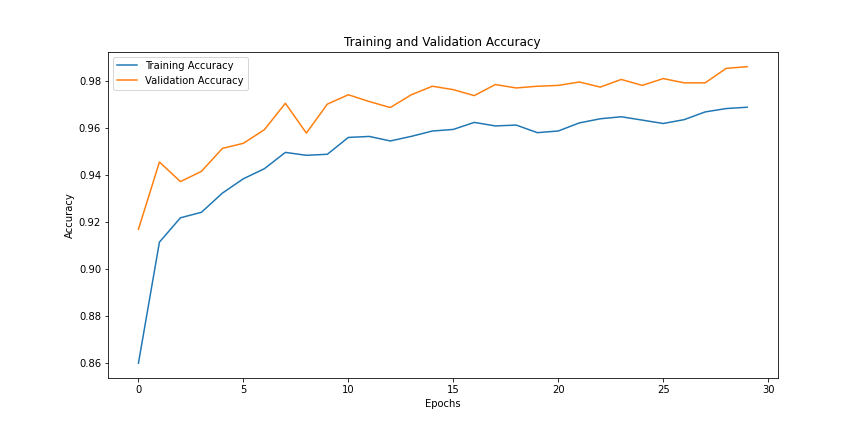 Training and Validation Accuracy
Training Accuracy
Validation Accuracy
Accuracy
0.98
0.96
0.94
0.92
0.90
0.88
0.86
0
5
10
15
20
25
30
Epochs